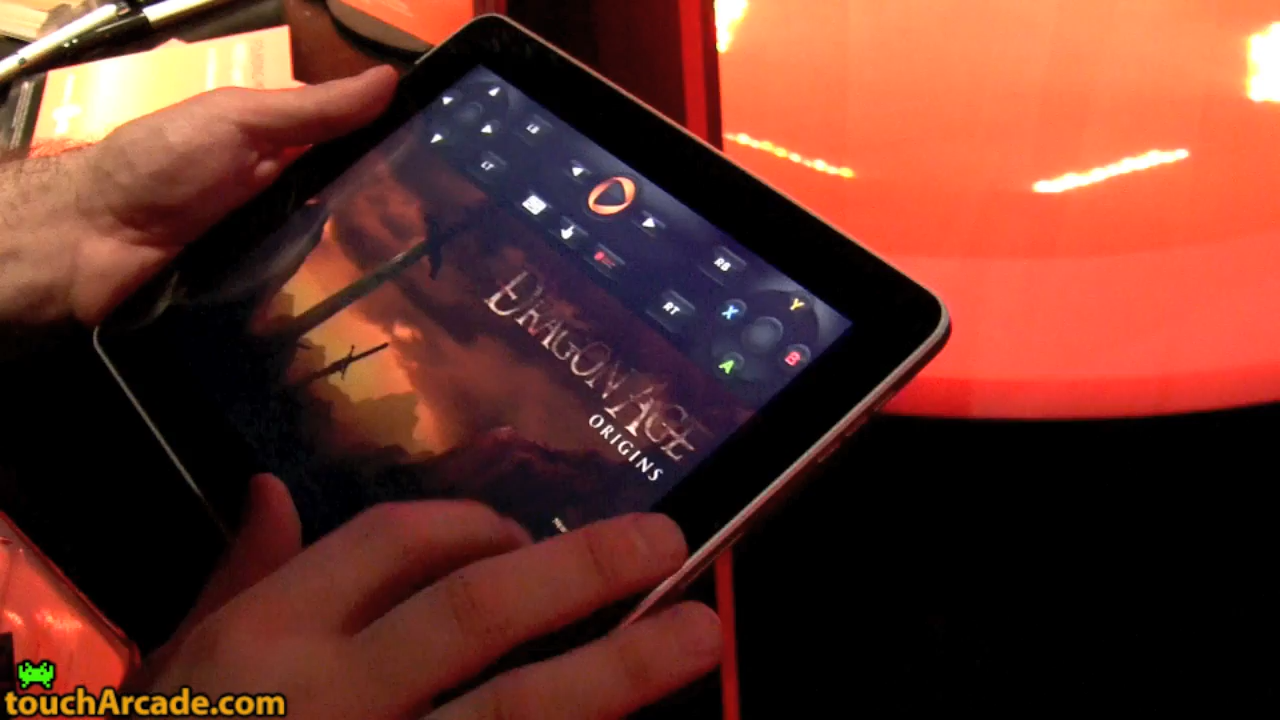 LB
LT
RB
RT
X
Y
A
B
DRAGON AGE
ORIGINS
touchArcade.com